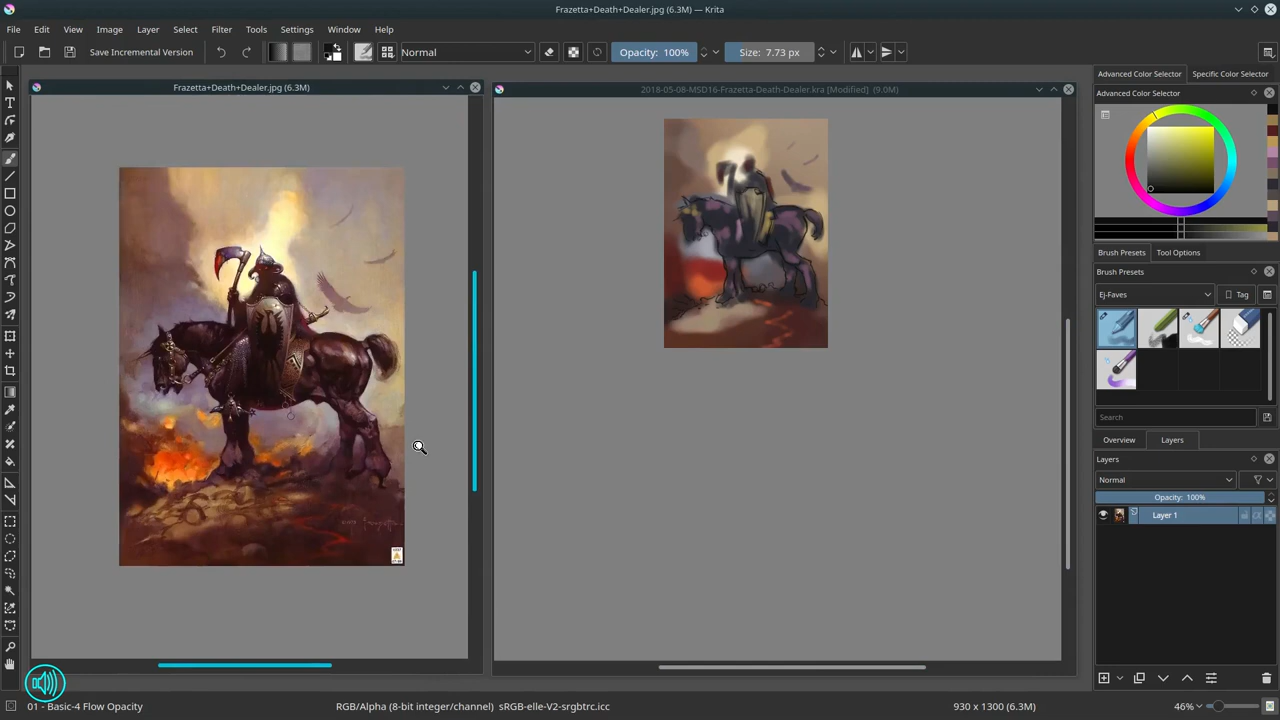 Frazetta+Death+Dealer.jpg (6.3M) — Krita
File Edit View Image Layer Select Filter Tools Settings Window Help
Save Incremental Version Normal Opacity: 100% Size: 7.73 px
Frazetta+Death+Dealer.jpg (6.3M)
2018-05-08-MSD16-Frazetta-Death-Dealer.kra [Modified] (9.0M)
Advanced Color Selector Specific Color Selector
Advanced Color Selector
Brush Presets Tool Options
Brush Presets
Ej-Faves Tag
Search
Overview Layers
Layers
Normal
Opacity: 100%
Layer 1
01 - Basic-4 Flow Opacity RGB/Alpha (8-bit integer/channel) sRGB-elle-V2-srgbtrc.icc 930 x 1300 (6.3M) 46%